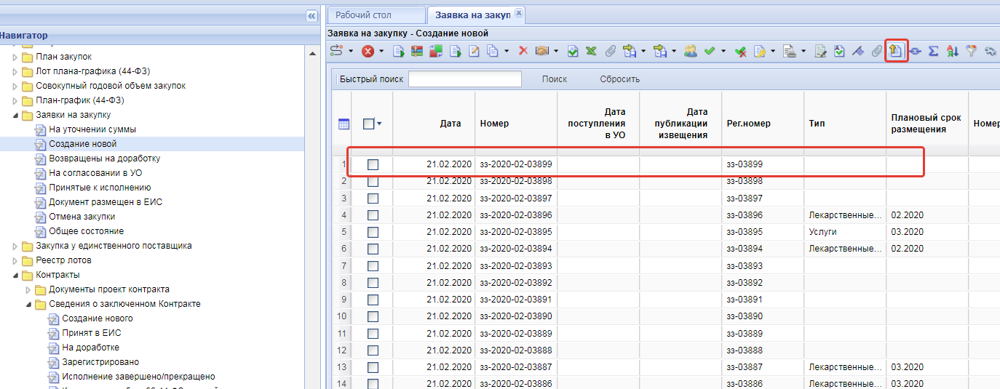 Рабочий стол
Заявка на закуп
Навигатор
План закупок
Лот плана-графика (44-ФЗ)
Совокупный годовой объем закупок
План-график (44-ФЗ)
Заявки на закупку
На уточнении суммы
Создание новой
Возвращены на доработку
На согласовании в УО
Принятые к исполнению
Документ размещен в ЕИС
Отмена закупки
Общее состояние
Закупка у единственного поставщика
Реестр лотов
Контракты
Документы проект контракта
Сведения о заключенном Контракте
Создание нового
Принят в ЕИС
На доработке
Зарегистрировано
Исполнение завершено/прекращено
Заявка на закупку - Создание новой
Быстрый поиск Поиск Сбросить
Дата Номер Дата поступления в УО Дата публикации извещения Рег.номер Тип Плановый срок размещения Номер
1 21.02.2020 зз-2020-02-03899 зз-03899
2 21.02.2020 зз-2020-02-03898 зз-03898
3 21.02.2020 зз-2020-02-03897 зз-03897
4 21.02.2020 зз-2020-02-03896 зз-03896 Лекарственные... 02.2020
5 21.02.2020 зз-2020-02-03895 зз-03895 Услуги 03.2020
6 21.02.2020 зз-2020-02-03894 зз-03894 Лекарственные... 02.2020
7 21.02.2020 зз-2020-02-03893 зз-03893
8 21.02.2020 зз-2020-02-03892 зз-03892
9 21.02.2020 зз-2020-02-03891 зз-03891
10 21.02.2020 зз-2020-02-03890 зз-03890
11 21.02.2020 зз-2020-02-03889 зз-03889
12 21.02.2020 зз-2020-02-03888 зз-03888
13 21.02.2020 зз-2020-02-03887 зз-03887 Лекарственные... 03.2020
14 21.02.2020 зз-2020-02-03886 зз-03886 Лекарственные... 03.2020